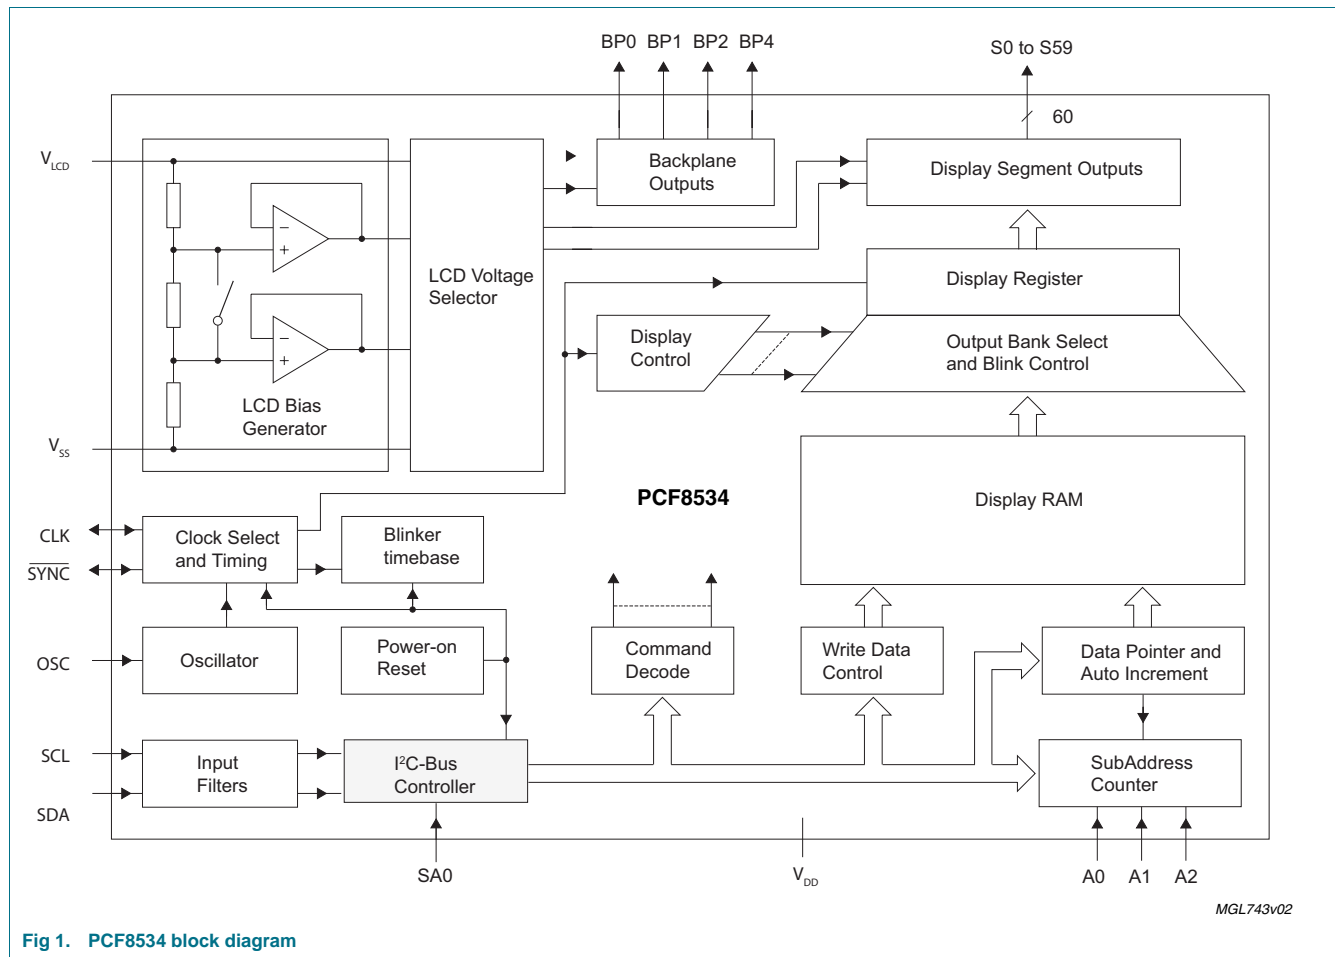 BP0 BP1 BP2 BP4
S0 to S59
60
V LCD
Backplane
Outputs
Display Segment Outputs
−
+
LCD Voltage
Selector
Display Register
−
+
Display
Control
Output Bank Select
and Blink Control
LCD Bias
Generator
V SS
PCF8534
Display RAM
CLK
Clock Select
and Timing
Blinker
timebase
SYNC
OSC
Oscillator
Power-on
Reset
Command
Decode
Write Data
Control
Data Pointer and
Auto Increment
SCL
SDA
Input
Filters
I²C-Bus
Controller
SubAddress
Counter
SA0
V DD
A0 A1 A2
MGL743v02
Fig 1. PCF8534 block diagram